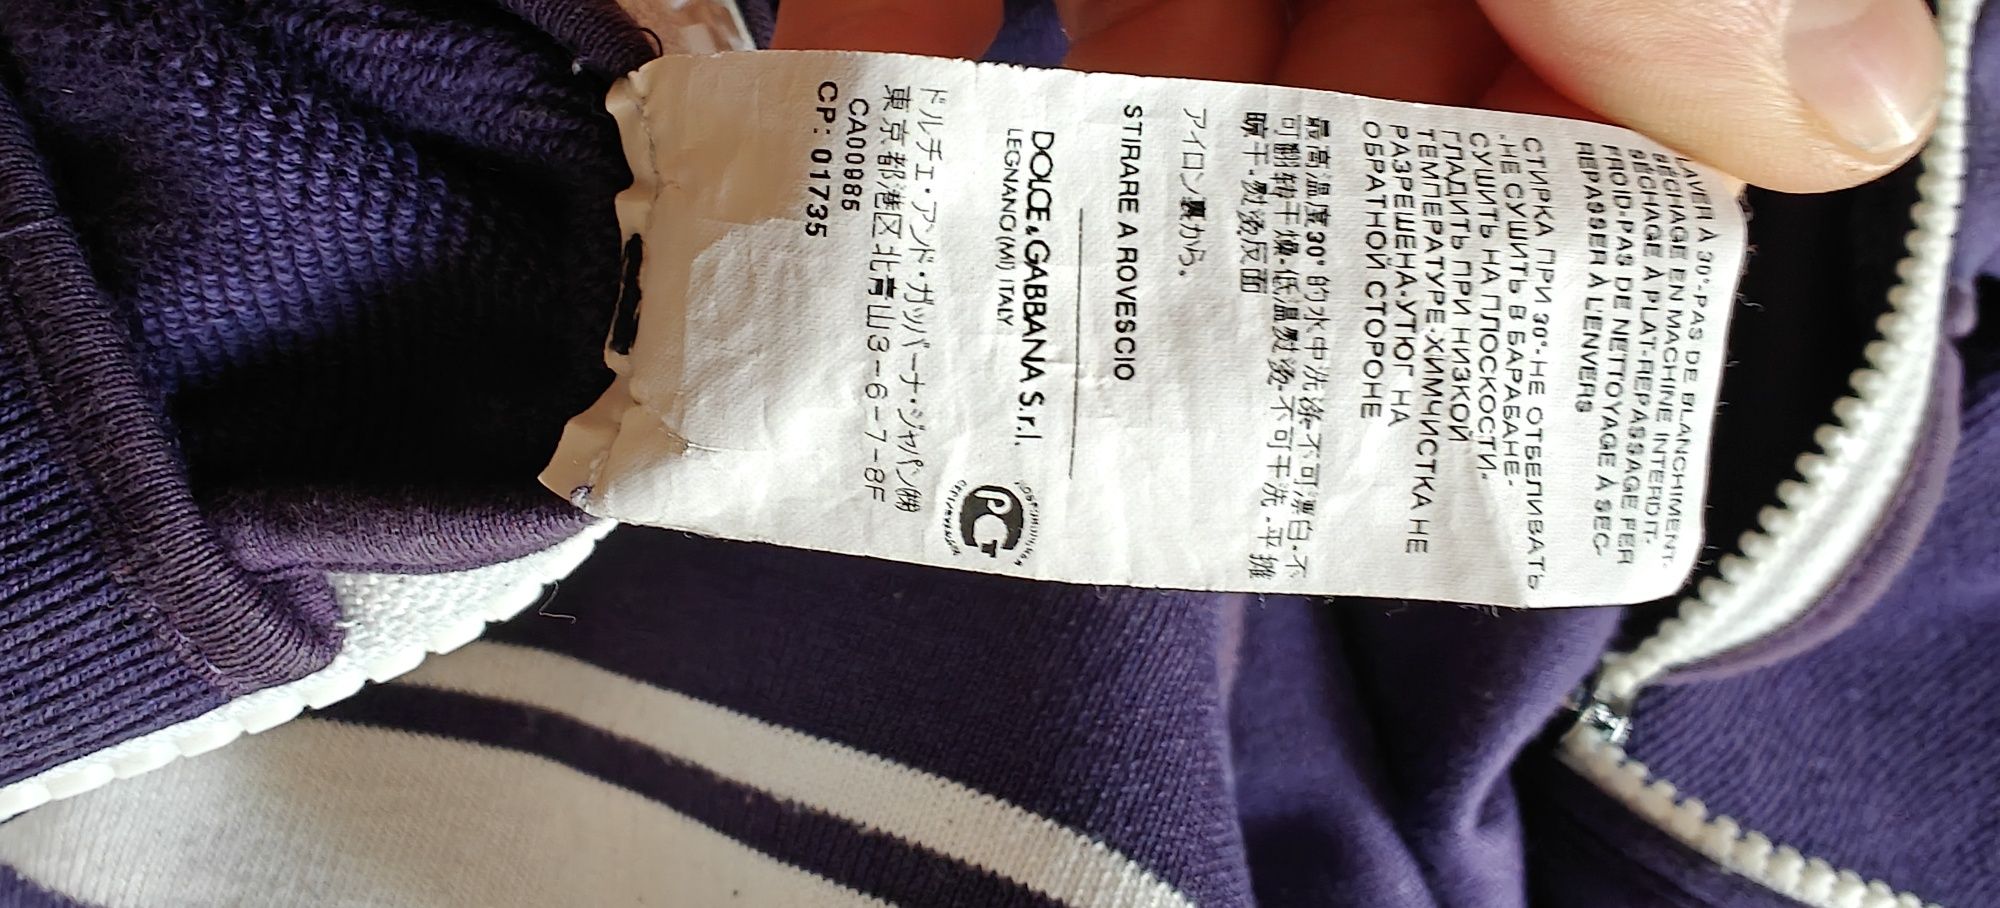 LAVER À 30°-PAS DE BLANCHIMENT-
SÉCHAGE EN MACHINE INTERDIT-
SÉCHAGE À PLAT-REPASSAGE FER
FROID-PAS DE NETTOYAGE À SEC-
REPASSER À L'ENVERS
СТИРКА ПРИ 30°-НЕ ОТБЕЛИВАТЬ
-НЕ СУШИТЬ В БАРАБАНЕ-
СУШИТЬ НА ПЛОСКОСТИ-
ГЛАДИТЬ ПРИ НИЗКОЙ
ТЕМПЕРАТУРЕ-ХИМЧИСТКА НЕ
РАЗРЕШЕНА-УТЮГ НА
ОБРАТНОЙ СТОРОНЕ
最高温度30°的水中洗涤-不可漂白-不
可翻转干燥-低温熨烫-不可干洗-平摊
晾干-熨烫反面
アイロン裏から。
STIRARE A ROVESCIO
DOLCE & GABBANA S.r.l.
LEGNANO (MI) ITALY
РСТ
ドルチェ・アンド・ガッバーナ・ジャパン㈱
東京都港区北青山3-6-7-8F
CA00986
CP: 01735